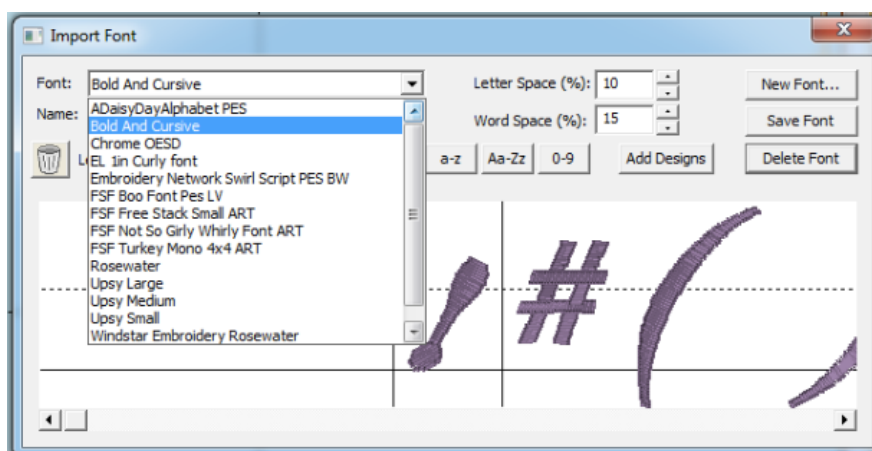 Import Font
Font: Bold And Cursive
Letter Space (%): 10
New Font...
Name:
Word Space (%): 15
Save Font
a-z
Aa-Zz
0-9
Add Designs
Delete Font
ADaisyDayAlphabet PES
Bold And Cursive
Chrome OESD
EL 1in Curly font
Embroidery Network Swirl Script PES BW
FSF Boo Font Pes LV
FSF Free Stack Small ART
FSF Not So Girly Whirly Font ART
FSF Turkey Mono 4x4 ART
Rosewater
Upsy Large
Upsy Medium
Upsy Small
Windstar Embroidery Rosewater
! # (